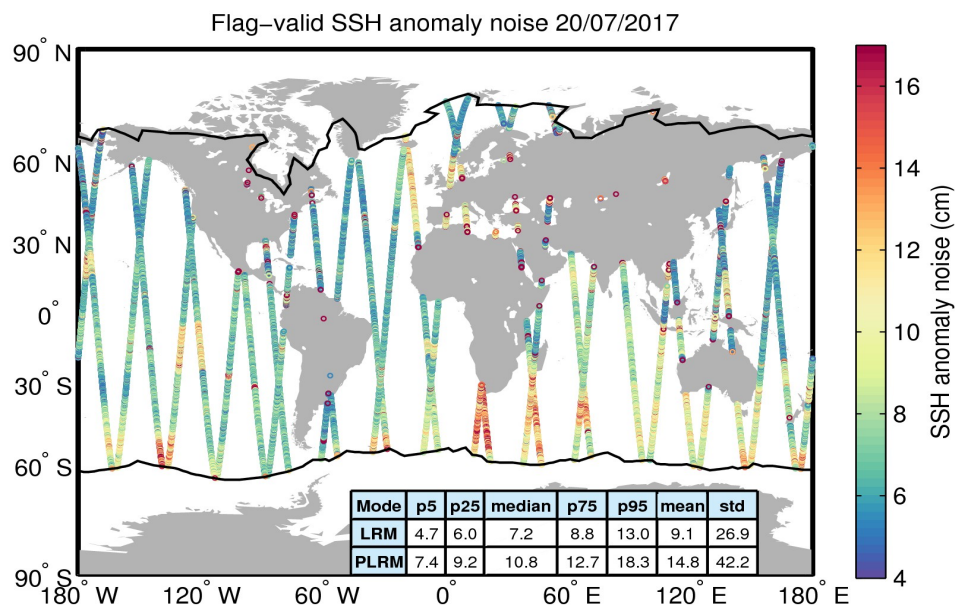 Flag−valid SSH anomaly noise 20/07/2017
90° N
60° N
30° N
0°
30° S
60° S
90° S
180° W
120° W
60° W
0°
60° E
120° E
180° E
Mode p5 p25 median p75 p95 mean std
LRM 4.7 6.0 7.2 8.8 13.0 9.1 26.9
PLRM 7.4 9.2 10.8 12.7 18.3 14.8 42.2
16
14
12
10
8
6
4
SSH anomaly noise (cm)